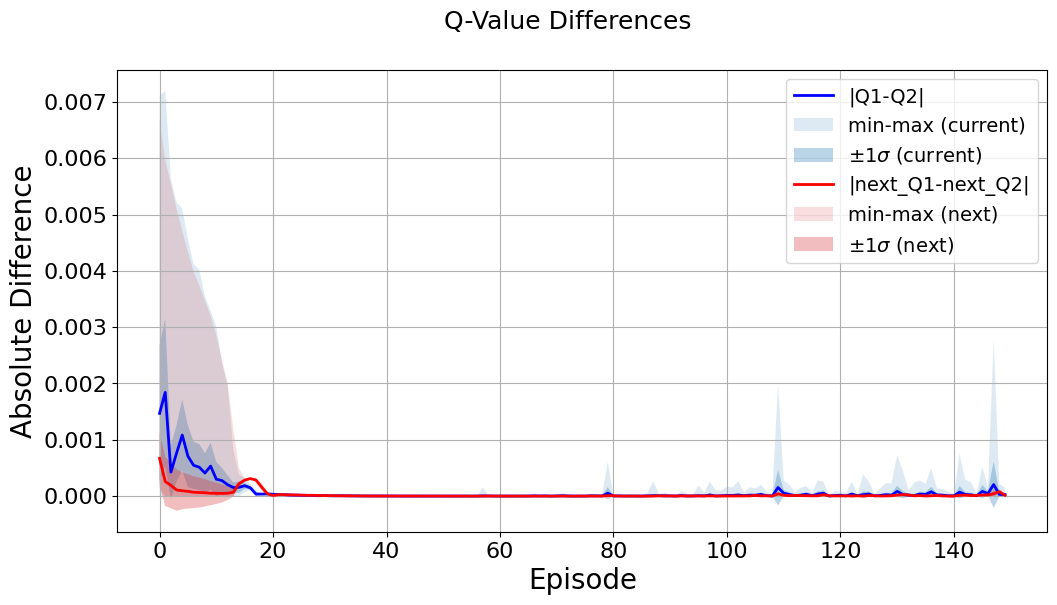 Q-Value Differences
Absolute Difference
0.007
0.006
0.005
0.004
0.003
0.002
0.001
0.000
|Q1-Q2|
min-max (current)
±1σ (current)
|next_Q1-next_Q2|
min-max (next)
±1σ (next)
0 20 40 60 80 100 120 140
Episode